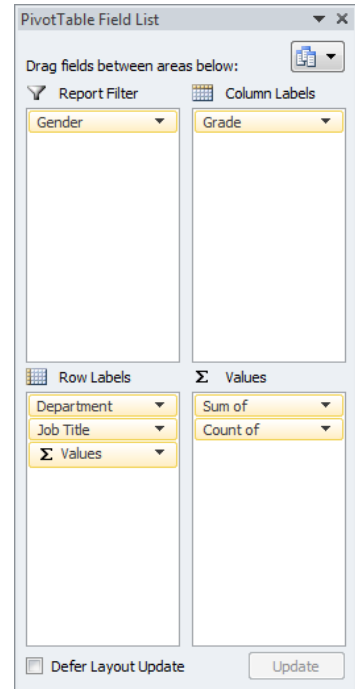 PivotTable Field List
Drag fields between areas below:
Report Filter
Column Labels
Gender
Grade
Row Labels
Σ Values
Department
Job Title
Σ Values
Sum of
Count of
Defer Layout Update
Update